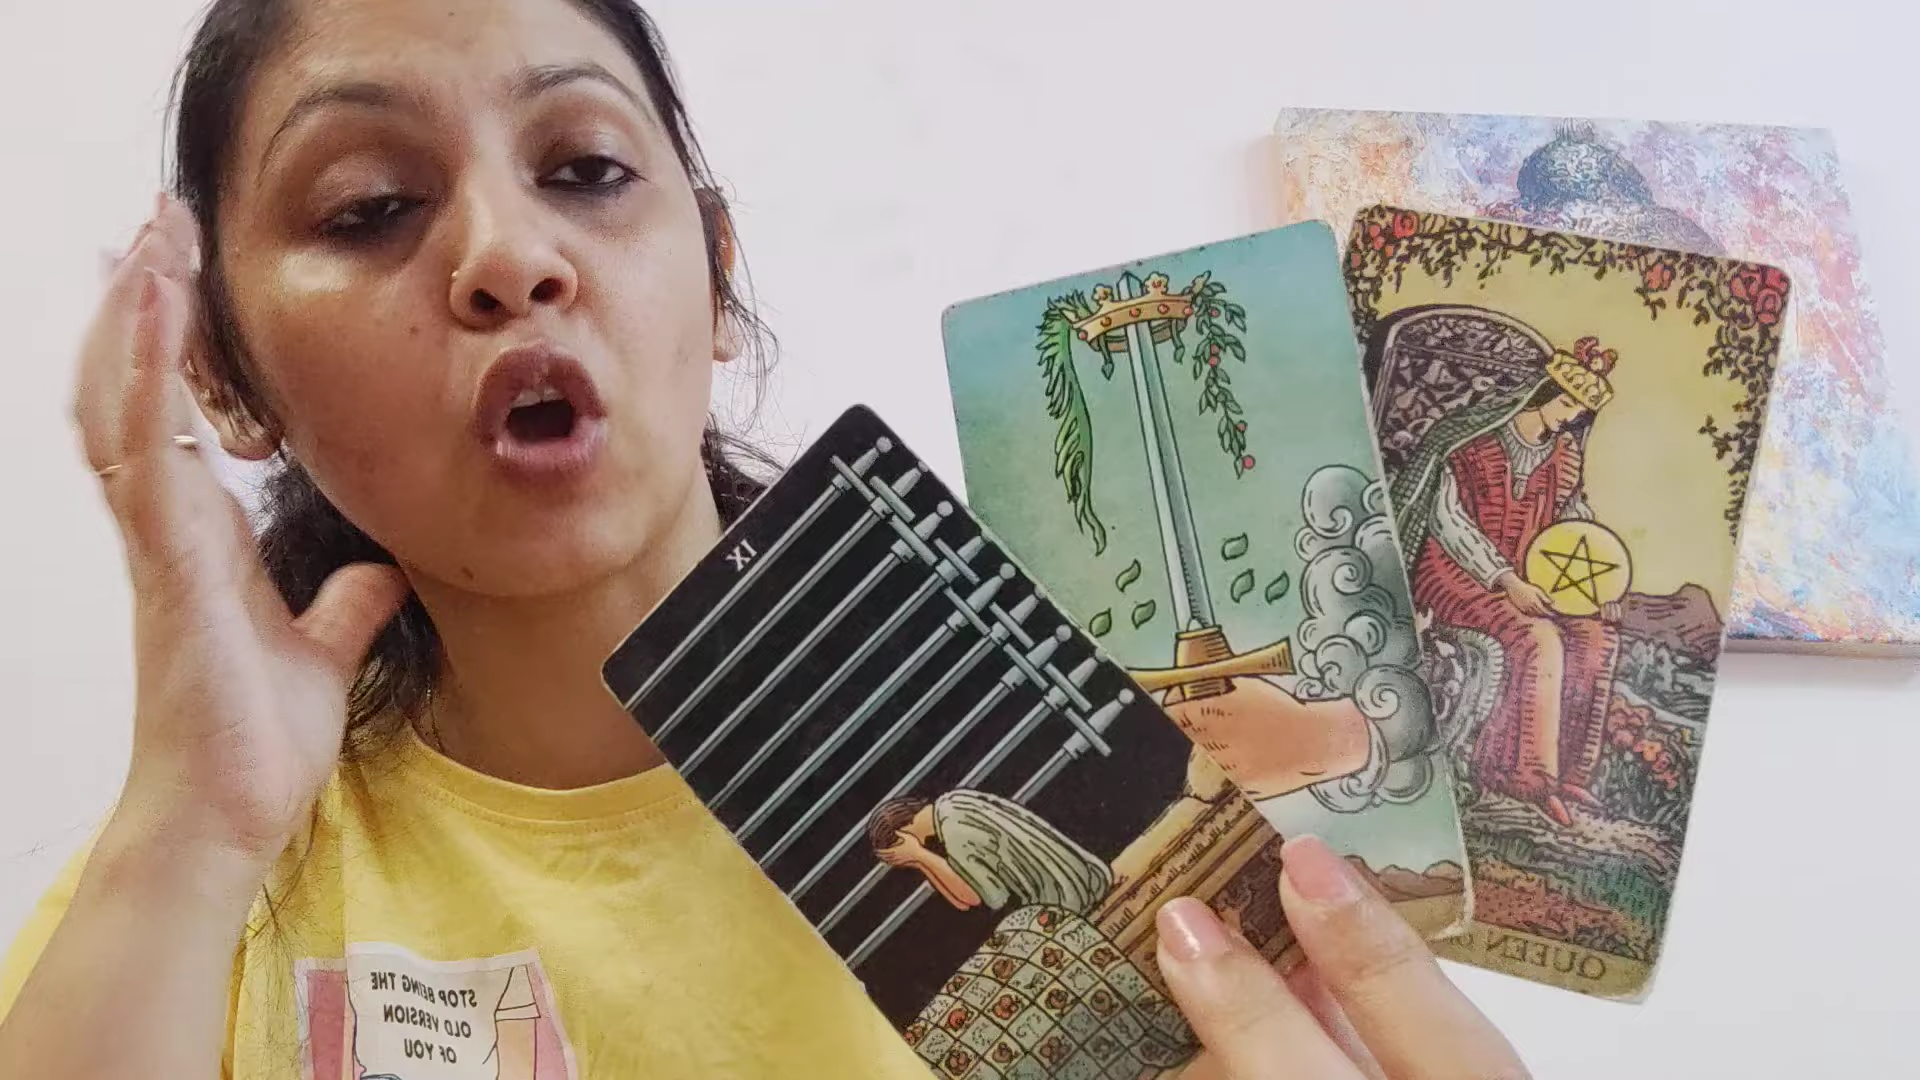 IX
QUEEN
STOP BEING THE
OLD VERSION
OF YOU